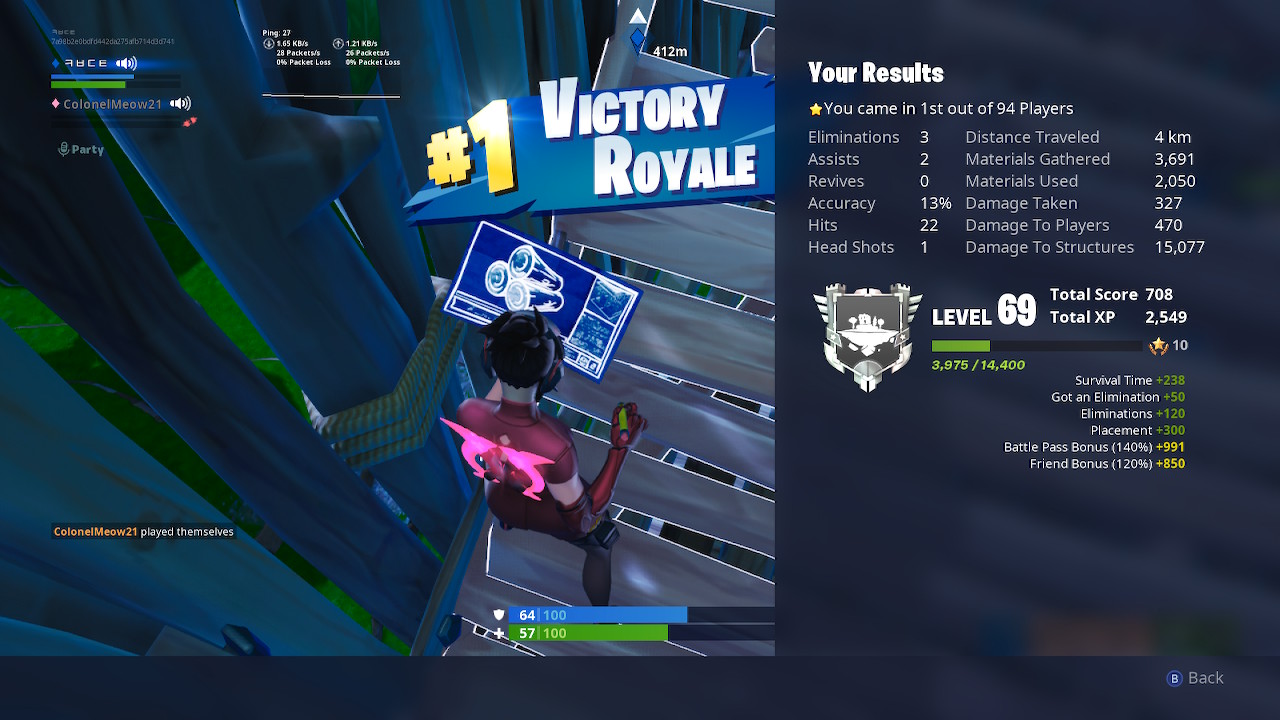 7a98b2e0bdfd442da275afb714d3d741
ColonelMeow21
Party
Ping: 27
1.65 KB/s 1.21 KB/s
28 Packets/s 26 Packets/s
0% Packet Loss 0% Packet Loss
412m
#1 VICTORY
ROYALE
ColonelMeow21 played themselves
64 | 100
57 | 100
Your Results
You came in 1st out of 94 Players
Eliminations 3 Distance Traveled 4 km
Assists 2 Materials Gathered 3,691
Revives 0 Materials Used 2,050
Accuracy 13% Damage Taken 327
Hits 22 Damage To Players 470
Head Shots 1 Damage To Structures 15,077
LEVEL 69
Total Score 708
Total XP 2,549
10
3,975 / 14,400
Survival Time +238
Got an Elimination +50
Eliminations +120
Placement +300
Battle Pass Bonus (140%) +991
Friend Bonus (120%) +850
B Back